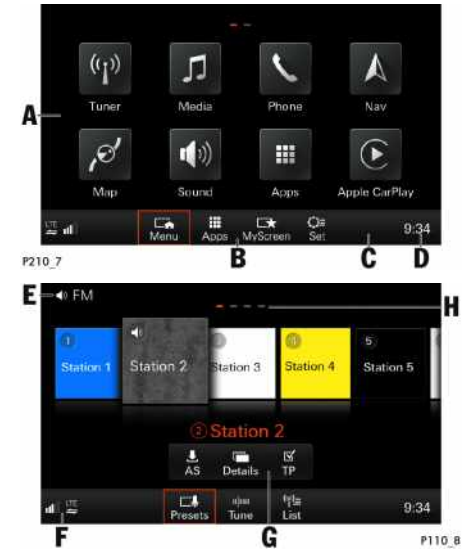 Tuner Media Phone Nav
A
Map Sound Apps Apple CarPlay
LTE Menu Apps MyScreen Set 9:34
P210_7 B C D
E FM H
1 5
Station 1 Station 2 Station 3 Station 4 Station 5
2 Station 2
AS Details TP
LTE Presets Tune List 9:34
F G P110_8